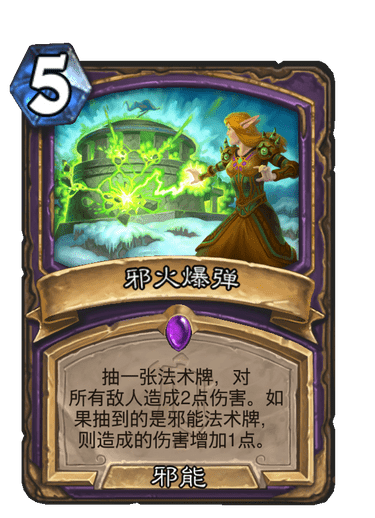 5
邪火爆弹
抽一张法术牌，对
所有敌人造成2点伤害。如
果抽到的是邪能法术牌，
则造成的伤害增加1点。
邪能